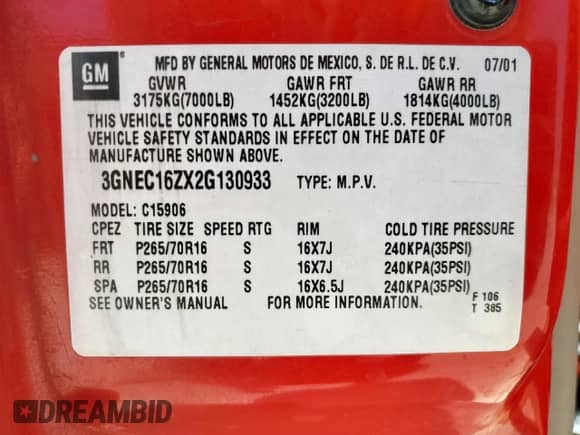 GM ® MFD BY GENERAL MOTORS DE MEXICO, S. DE R.L. DE C.V. 07/01
GVWR GAWR FRT GAWR RR
3175KG(7000LB) 1452KG(3200LB) 1814KG(4000LB)
THIS VEHICLE CONFORMS TO ALL APPLICABLE U.S. FEDERAL MOTOR
VEHICLE SAFETY STANDARDS IN EFFECT ON THE DATE OF
MANUFACTURE SHOWN ABOVE.
3GNEC16ZX2G130933 TYPE: M.P.V.
MODEL: C15906
CPEZ TIRE SIZE SPEED RTG RIM COLD TIRE PRESSURE
FRT P265/70R16 S 16X7J 240KPA(35PSI)
RR P265/70R16 S 16X7J 240KPA(35PSI)
SPA P265/70R16 S 16X6.5J 240KPA(35PSI)
SEE OWNER'S MANUAL FOR MORE INFORMATION. F 106
T 385
DREAMBID